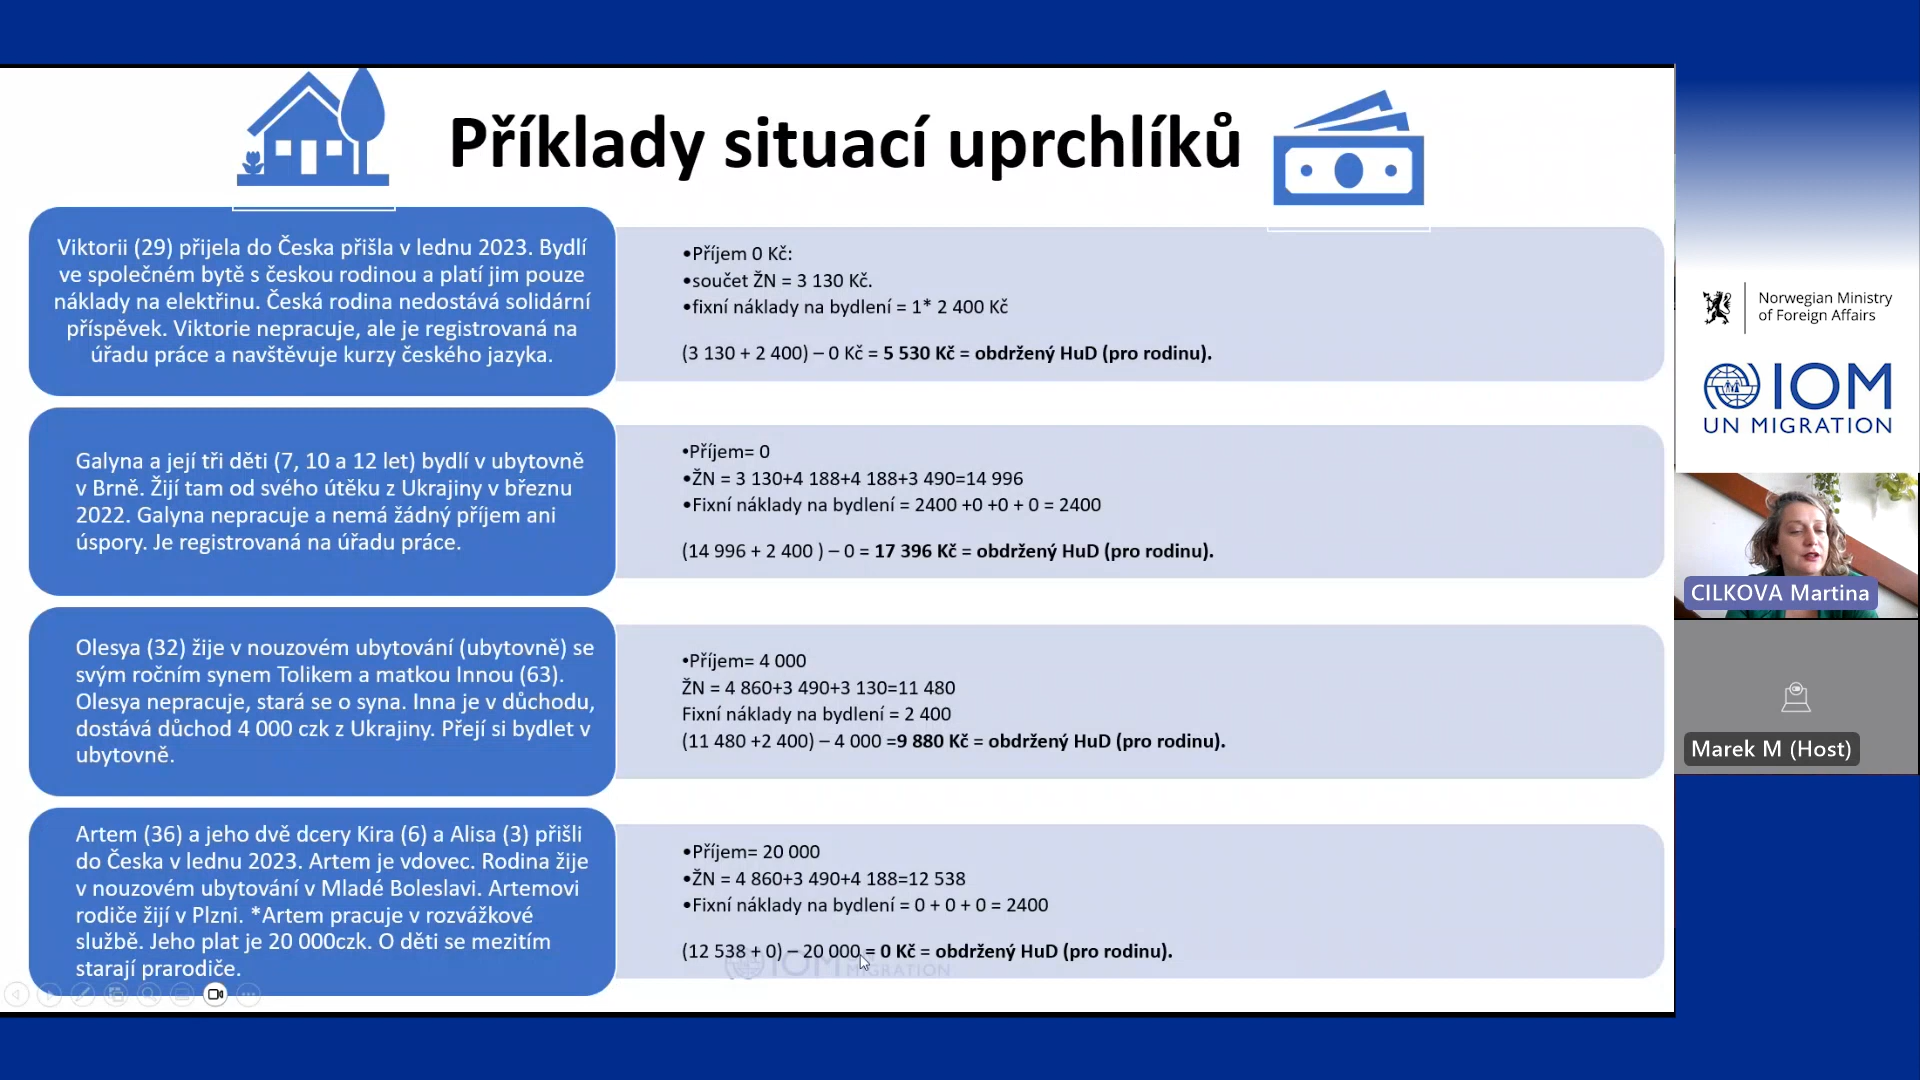 Příklady situací uprchlíků
Viktorii (29) přijela do Česka přišla v lednu 2023. Bydlí
ve společném bytě s českou rodinou a platí jim pouze
náklady na elektřinu. Česká rodina nedostává solidární
příspěvek. Viktorie nepracuje, ale je registrovaná na
úřadu práce a navštěvuje kurzy českého jazyka.
•Příjem 0 Kč:
•součet ŽN = 3 130 Kč.
•fixní náklady na bydlení = 1* 2 400 Kč
(3 130 + 2 400) – 0 Kč = 5 530 Kč = obdržený HuD (pro rodinu).
Galyna a její tři děti (7, 10 a 12 let) bydlí v ubytovně
v Brně. Žijí tam od svého útěku z Ukrajiny v březnu
2022. Galyna nepracuje a nemá žádný příjem ani
úspory. Je registrovaná na úřadu práce.
•Příjem= 0
•ŽN = 3 130+4 188+4 188+3 490=14 996
•Fixní náklady na bydlení = 2400 +0 +0 + 0 = 2400
(14 996 + 2 400 ) – 0 = 17 396 Kč = obdržený HuD (pro rodinu).
Olesya (32) žije v nouzovém ubytování (ubytovně) se
svým ročním synem Tolikem a matkou Innou (63).
Olesya nepracuje, stará se o syna. Inna je v důchodu,
dostává důchod 4 000 czk z Ukrajiny. Přejí si bydlet v
ubytovně.
•Příjem= 4 000
ŽN = 4 860+3 490+3 130=11 480
Fixní náklady na bydlení = 2 400
(11 480 +2 400) – 4 000 =9 880 Kč = obdržený HuD (pro rodinu).
Artem (36) a jeho dvě dcery Kira (6) a Alisa (3) přišli
do Česka v lednu 2023. Artem je vdovec. Rodina žije
v nouzovém ubytování v Mladé Boleslavi. Artemovi
rodiče žijí v Plzni. *Artem pracuje v rozvážkové
službě. Jeho plat je 20 000czk. O děti se mezitím
starají prarodiče.
•Příjem= 20 000
•ŽN = 4 860+3 490+4 188=12 538
•Fixní náklady na bydlení = 0 + 0 + 0 = 2400
(12 538 + 0) – 20 000 = 0 Kč = obdržený HuD (pro rodinu).
IOM
MIGRATION
Norwegian Ministry
of Foreign Affairs
IOM
UN MIGRATION
CILKOVA Martina
Marek M (Host)